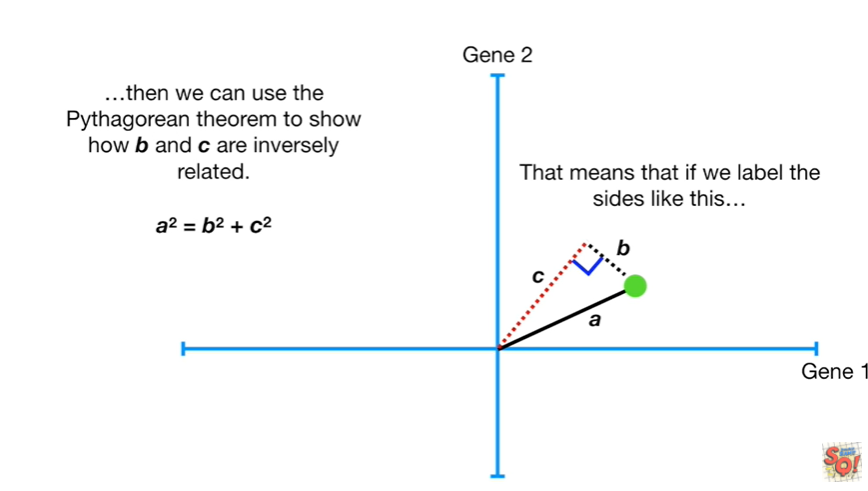 Gene 2
…then we can use the
Pythagorean theorem to show
how b and c are inversely
related.
a² = b² + c²
That means that if we label the
sides like this…
b
c
a
Gene 1
SQ!